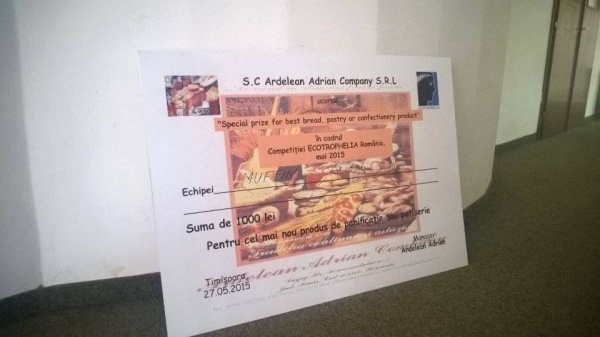 S.C Ardelean Adrian Company S.R.L
acordă
"Special prize for best bread, pastry or confectionery product"
în cadrul
Competiției ECOTROPHELIA România,
mai 2015
Echipei MUFFIN
Suma de 1000 lei
Pentru cel mai nou produs de panificație sau patiserie
Manager
Ardelean Adrian
Timișoara,
27.05.2015